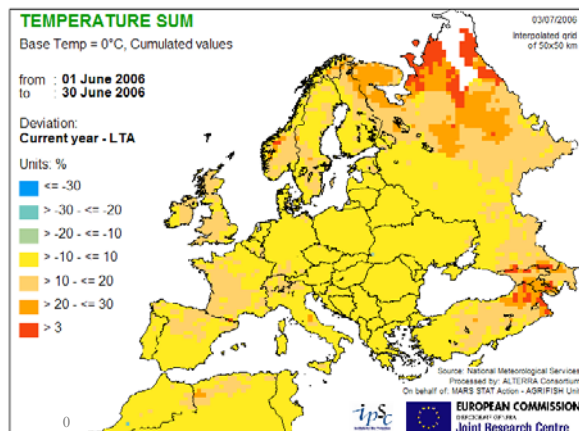 TEMPERATURE SUM
Base Temp = 0°C, Cumulated values
03/07/2006
Interpolated grid
of 50x50 km
from : 01 June 2006
to : 30 June 2006
Deviation:
Current year - LTA
Units: %
<= -30
> -30 - <= -20
> -20 - <= -10
> -10 - <= 10
> 10 - <= 20
> 20 - <= 30
> 3
0
Source: National Meteorological Services
Processed by: ALTERRA Consortium
On behalf of: MARS STAT Action - AGRIFISH Unit
ipsc
EUROPEAN COMMISSION
Joint Research Centre